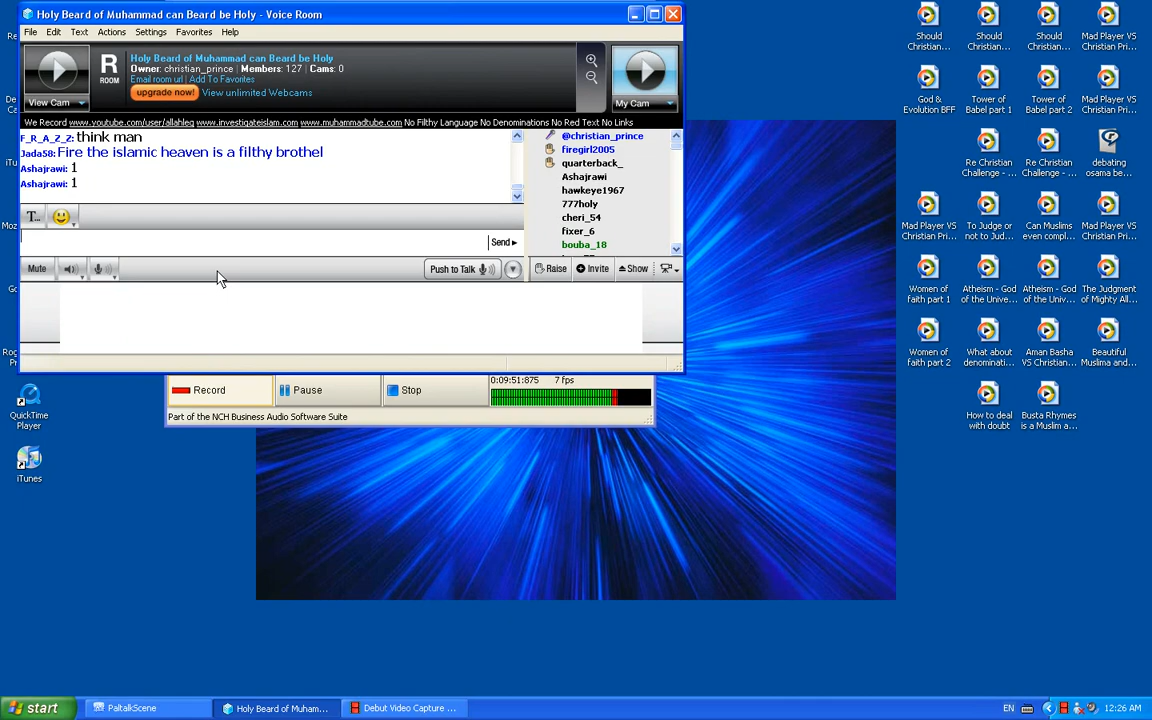 Holy Beard of Muhammad can Beard be Holy - Voice Room
File Edit Text Actions Settings Favorites Help
View Cam
R
ROOM
Holy Beard of Muhammad can Beard be Holy
Owner: christian_prince Members: 127 Cams: 0
Email room url | Add To Favorites
upgrade now! View unlimited Webcams
My Cam
We Record www.youtube.com/user/allahleg www.investigateislam.com www.muhammadtube.com No Filthy Language No Denominations No Red Text No Links
F_R_A_Z_Z: think man
Jada58: Fire the islamic heaven is a filthy brothel
Ashajrawi: 1
Ashajrawi: 1
@christian_prince
firegirl2005
quarterback_
Ashajrawi
hawkeye1967
777holy
cheri_54
fixer_6
bouba_18
T...
Send
Mute
Push to Talk
Raise Invite Show
Record Pause Stop
0:09:51:875 7 fps
Part of the NCH Business Audio Software Suite
QuickTime
Player
iTunes
Should
Christian...
Should
Christian...
Should
Christian...
Mad Player VS
Christian Pri...
God &
Evolution BFF
Tower of
Babel part 1
Tower of
Babel part 2
Mad Player VS
Christian Pri...
Re Christian
Challenge - ...
Re Christian
Challenge - ...
debating
osama be...
Mad Player VS
Christian Pri...
To Judge or
not to Jud...
Can Muslims
even compl...
Mad Player VS
Christian Pri...
Women of
faith part 1
Atheism - God
of the Unive...
Atheism - God
of the Univ...
The Judgment
of Mighty All...
Women of
faith part 2
What about
denominati...
Aman Basha
VS Christian...
Beautiful
Muslima and...
How to deal
with doubt
Busta Rhymes
is a Muslim a...
start
PaltalkScene
Holy Beard of Muham...
Debut Video Capture ...
EN
12:26 AM